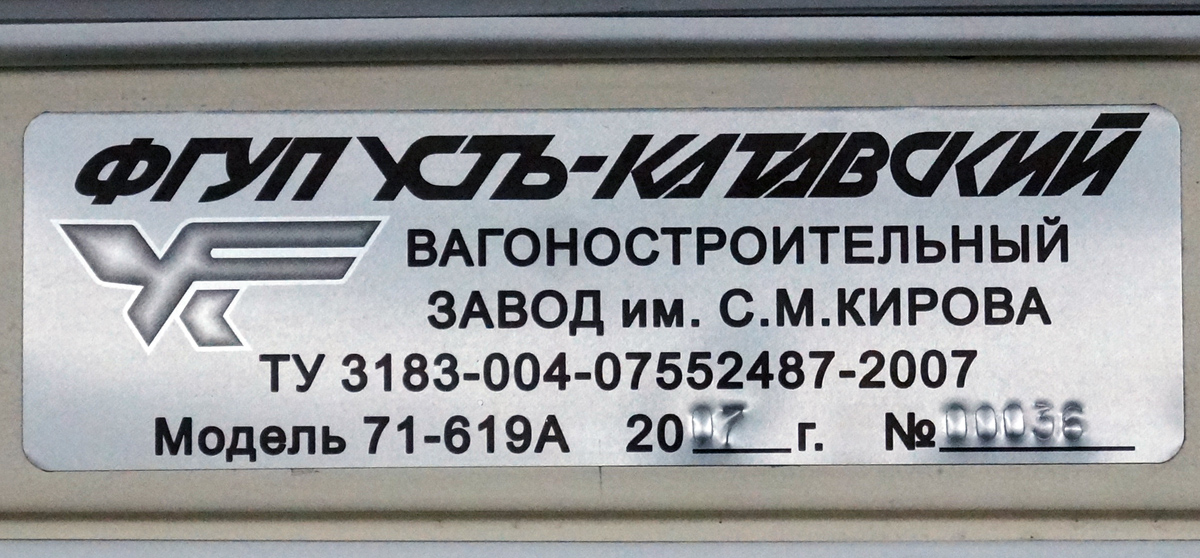 ФГУП УСТЬ-КАТАВСКИЙ
ВАГОНОСТРОИТЕЛЬНЫЙ
ЗАВОД им. С.М.КИРОВА
ТУ 3183-004-07552487-2007
Модель 71-619А 2007 г. №00036